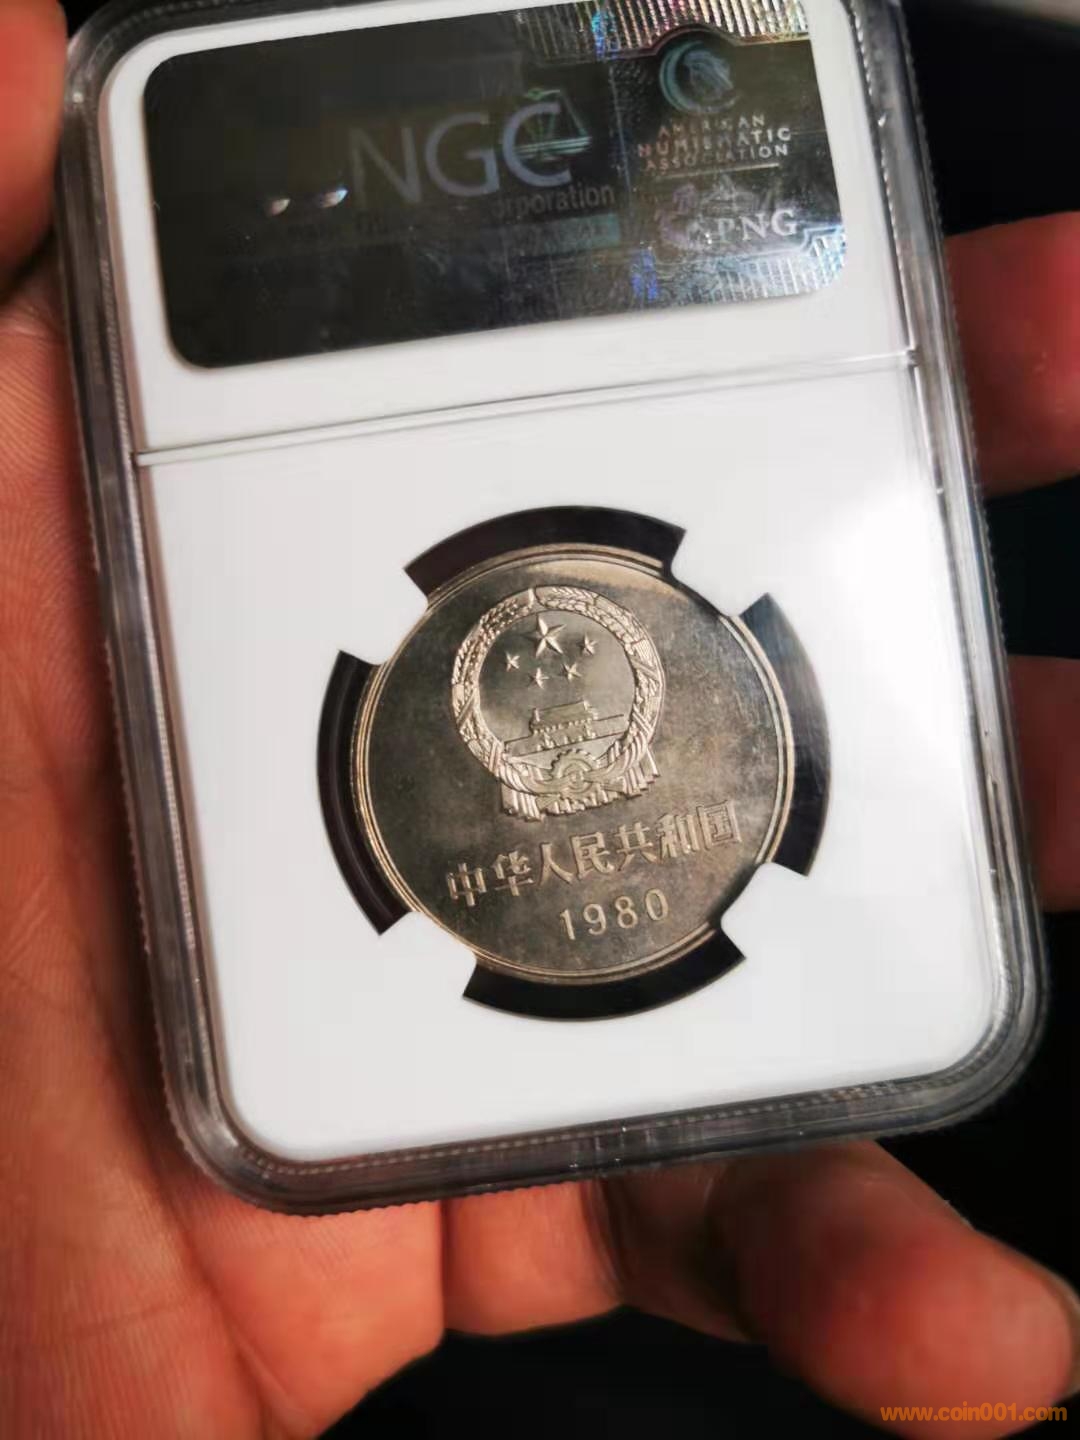 NGC
AMERICAN
NUMISMATIC
ASSOCIATION
orporation
PNG
中华人民共和国
1980
www.coin001.com